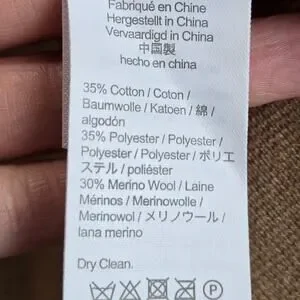 Fabriqué en Chine
Hergestellt in China
Vervaardigd in China
中国製
hecho en china
35% Cotton / Coton /
Baumwolle / Katoen / 綿 /
algodón
35% Polyester / Polyester /
Polyester / Polyester / ポリエ
ステル / poliéster
30% Merino Wool / Laine
Mérinos / Merinowolle /
Merinowol / メリノウール /
lana merino
Dry Clean.
P